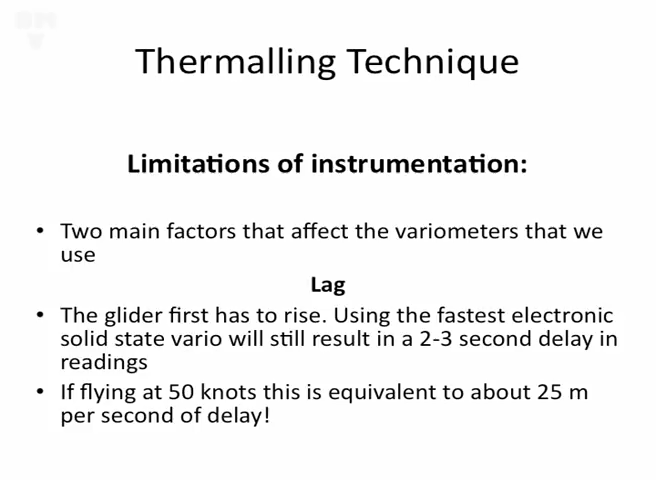 Thermalling Technique
Limitations of instrumentation:
• Two main factors that affect the variometers that we
use
Lag
• The glider first has to rise. Using the fastest electronic
solid state vario will still result in a 2-3 second delay in
readings
• If flying at 50 knots this is equivalent to about 25 m
per second of delay!